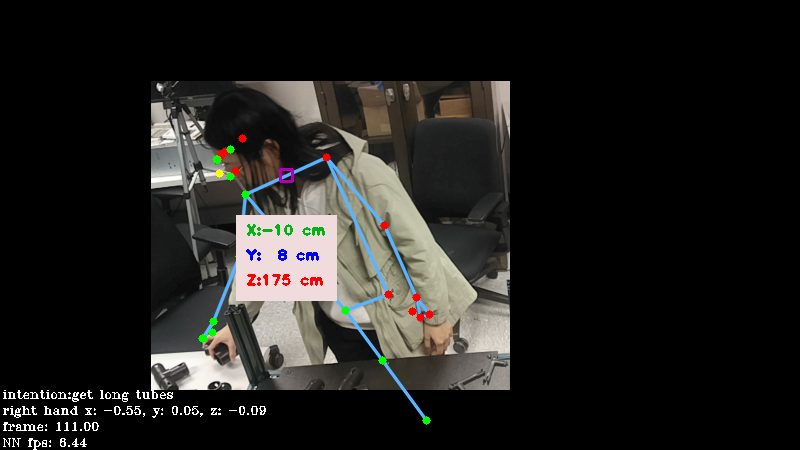 X:-10 cm
Y: 8 cm
Z:175 cm
intention:get long tubes
right hand x: -0.55, y: 0.05, z: -0.09
frame: 111.00
NN fps: 6.44